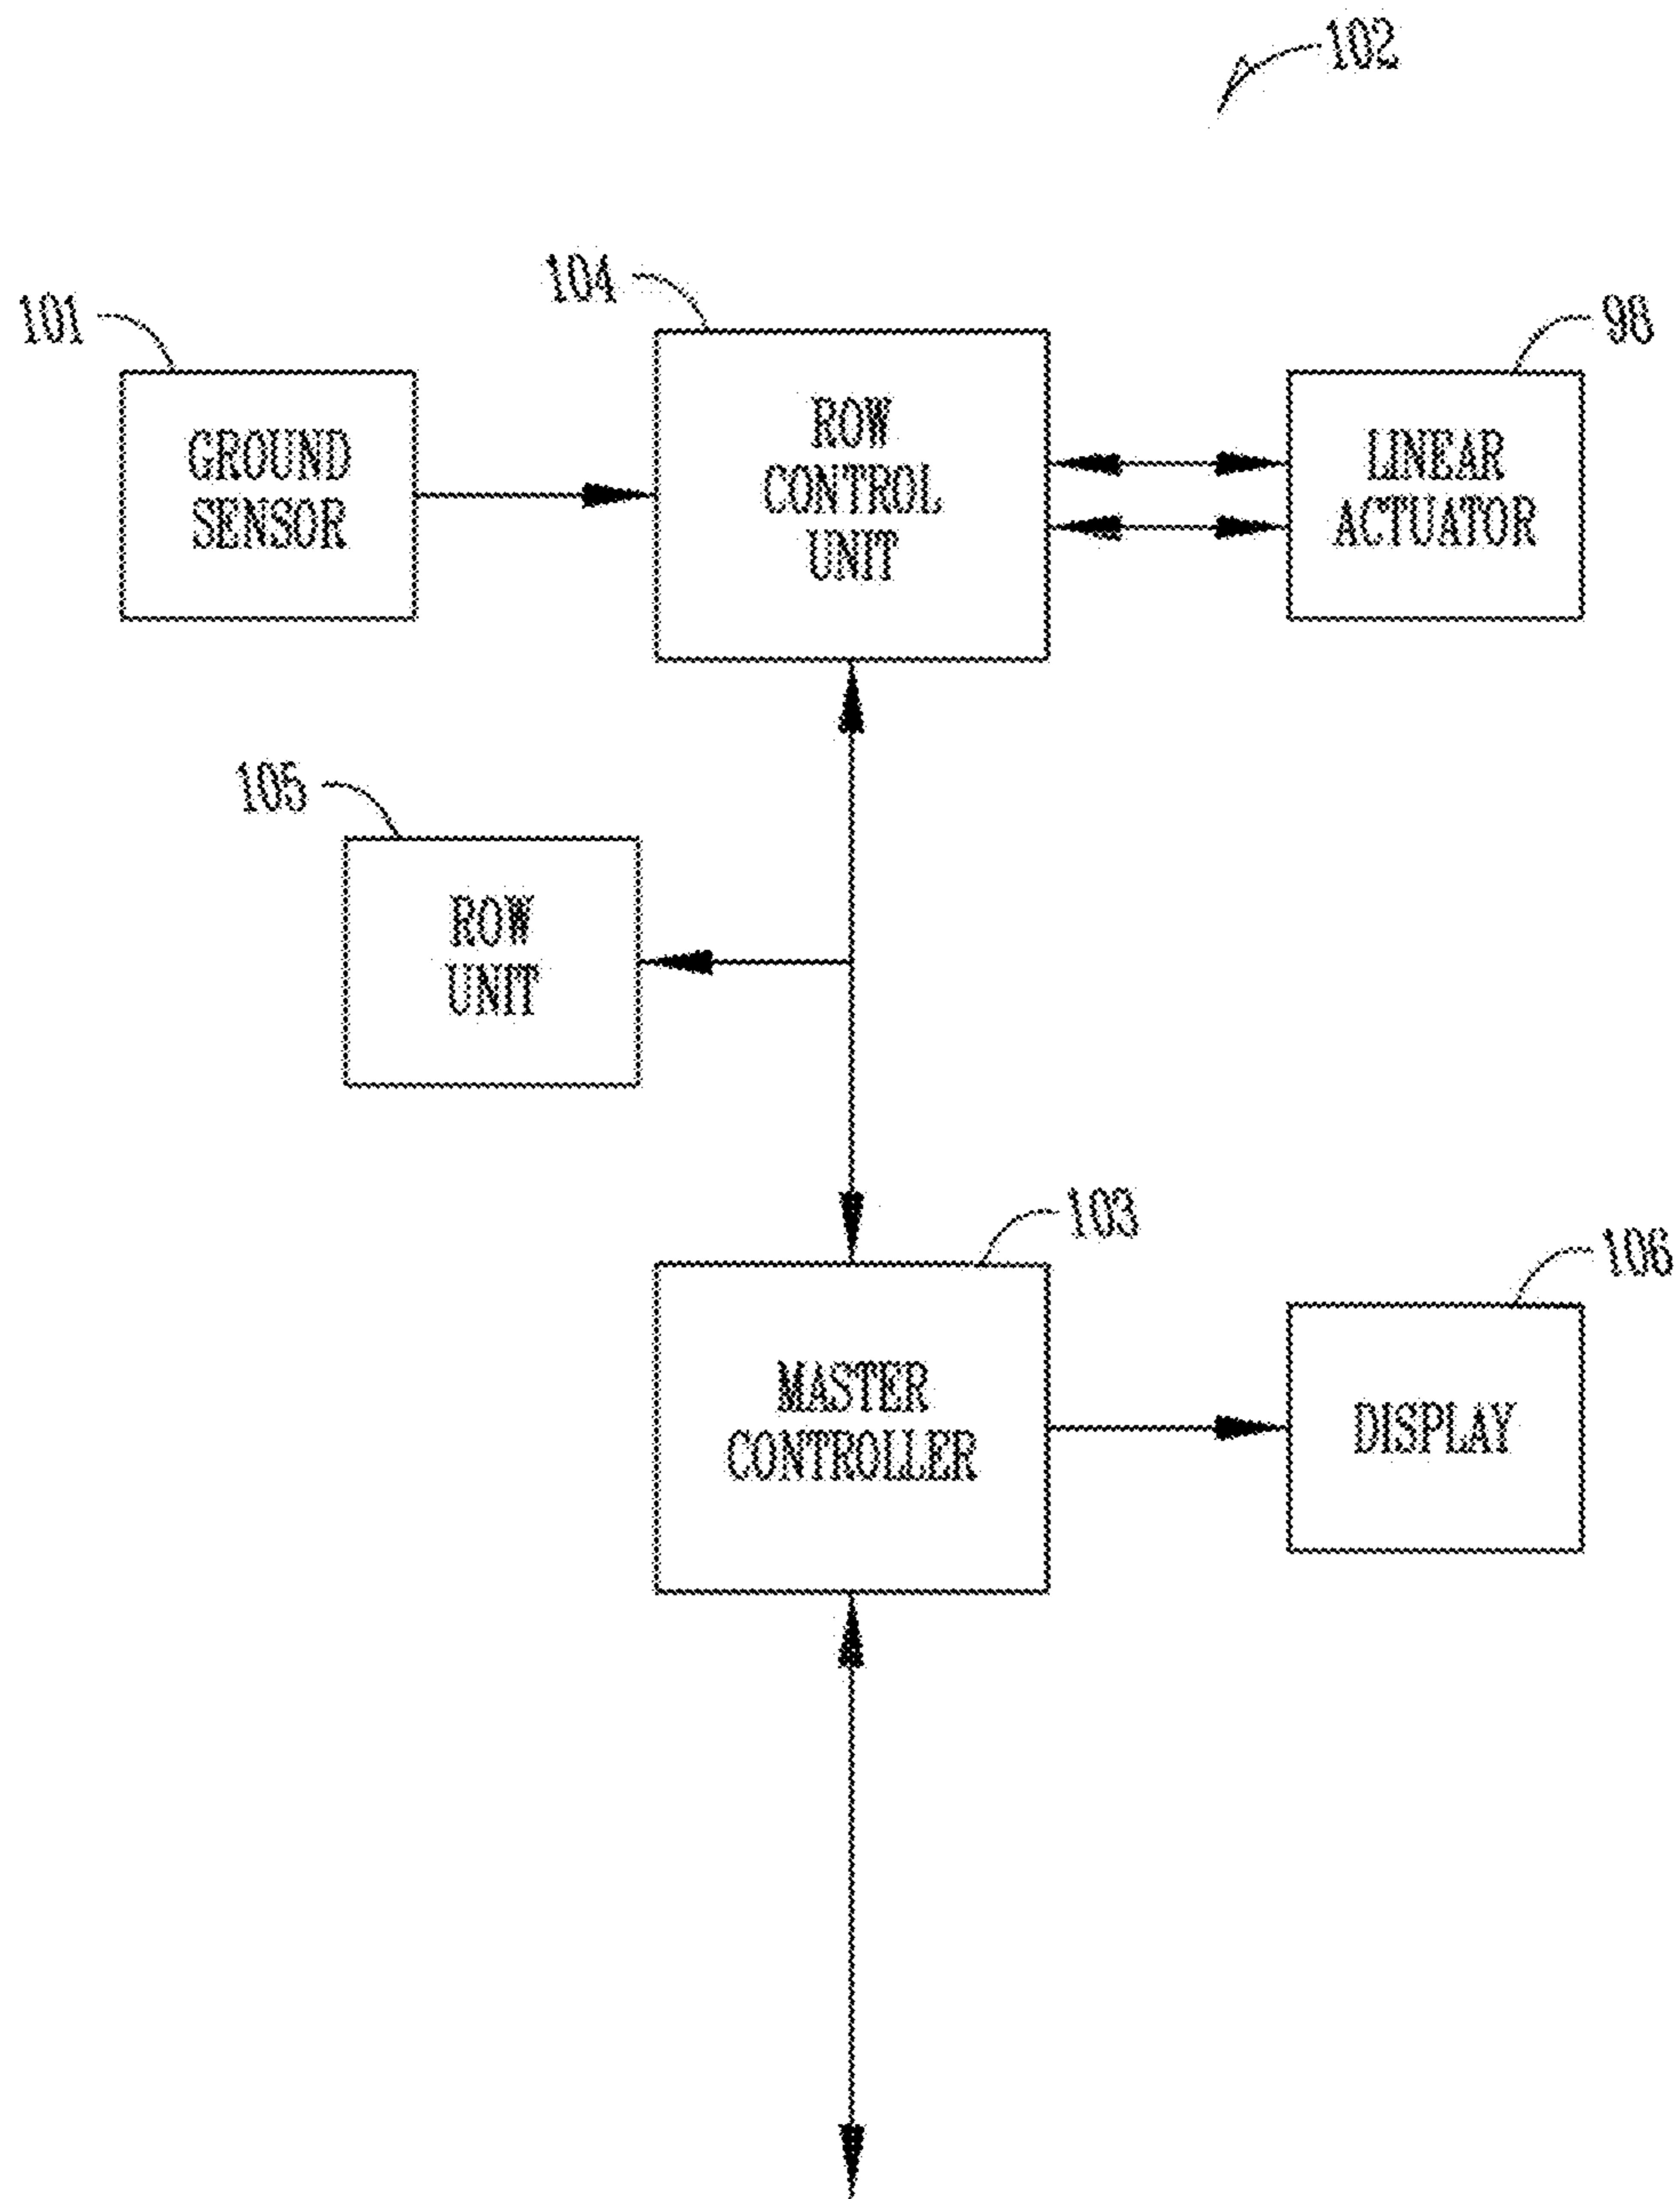 102
104
101
98
GROUND
SENSOR
ROW
CONTROL
UNIT
LINEAR
ACTUATOR
105
ROW
UNIT
103
106
MASTER
CONTROLLER
DISPLAY